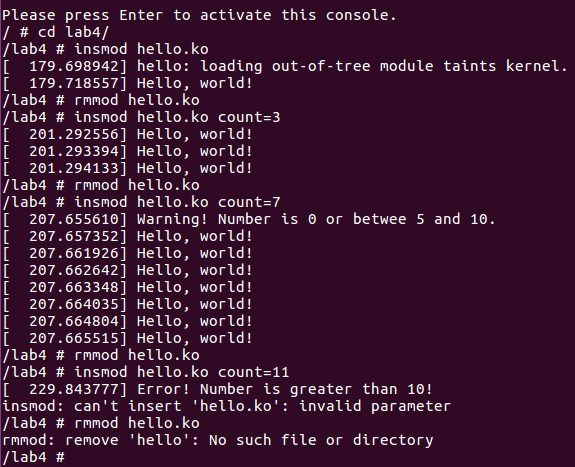 Please press Enter to activate this console.
/ # cd lab4/
/lab4 # insmod hello.ko
[  179.698942] hello: loading out-of-tree module taints kernel.
[  179.718557] Hello, world!
/lab4 # rmmod hello.ko
/lab4 # insmod hello.ko count=3
[  201.292556] Hello, world!
[  201.293394] Hello, world!
[  201.294133] Hello, world!
/lab4 # rmmod hello.ko
/lab4 # insmod hello.ko count=7
[  207.655610] Warning! Number is 0 or betwee 5 and 10.
[  207.657352] Hello, world!
[  207.661926] Hello, world!
[  207.662642] Hello, world!
[  207.663348] Hello, world!
[  207.664035] Hello, world!
[  207.664804] Hello, world!
[  207.665515] Hello, world!
/lab4 # rmmod hello.ko
/lab4 # insmod hello.ko count=11
[  229.843777] Error! Number is greater than 10!
insmod: can't insert 'hello.ko': invalid parameter
/lab4 # rmmod hello.ko
rmmod: remove 'hello': No such file or directory
/lab4 #